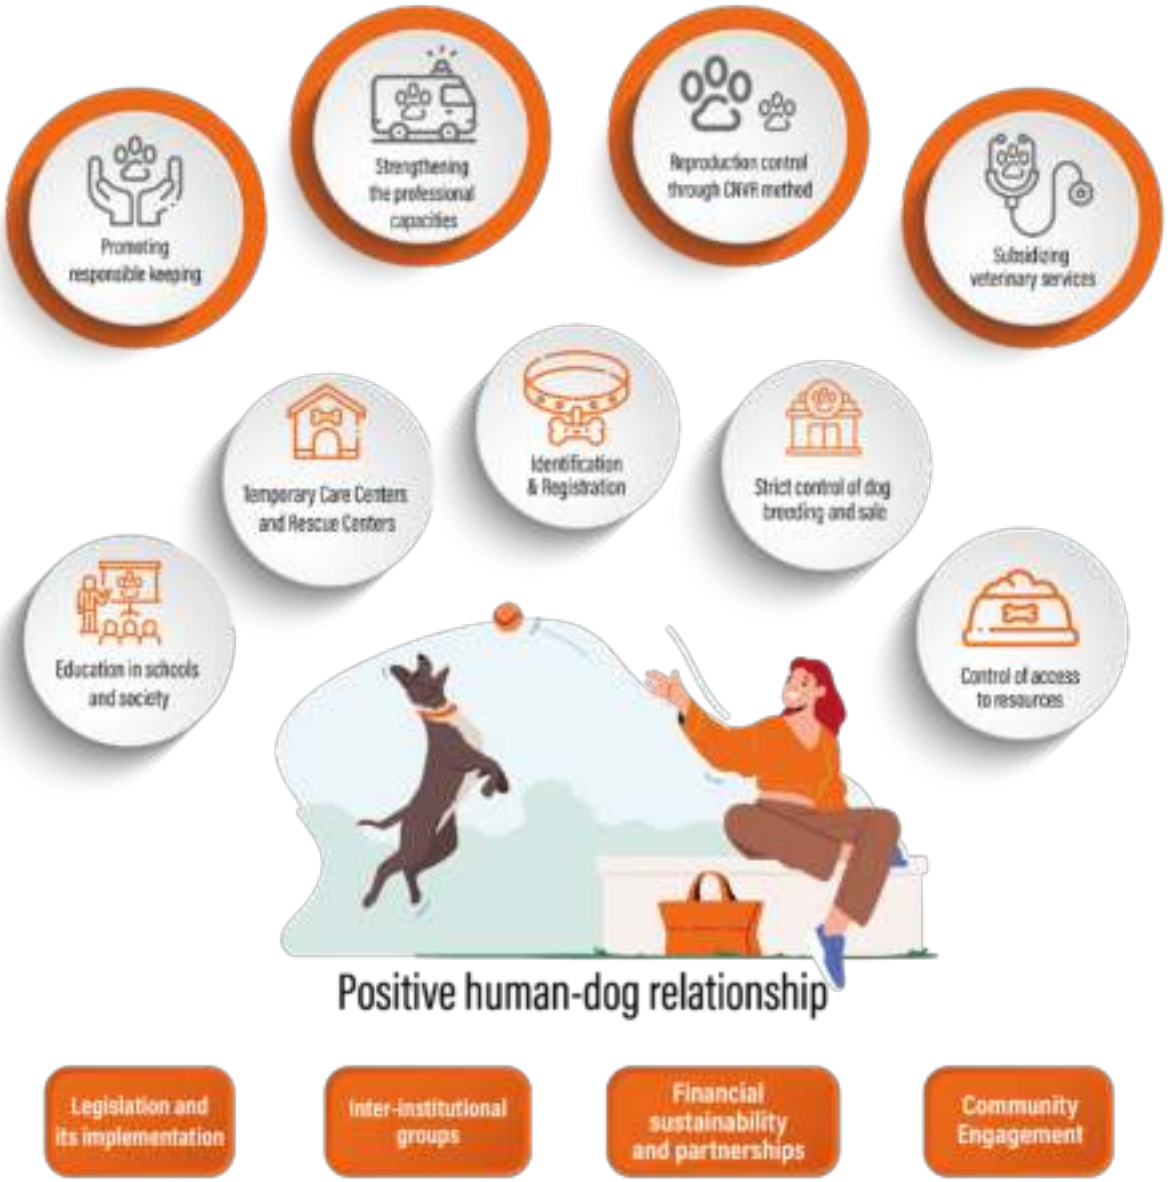 Promoting
responsible keeping
Strengthening
the professional
capacities
Reproduction control
through CNVR method
Subsidizing
veterinary services
Education in schools
and society
Temporary Care Centers
and Rescue Centers
Identification
& Registration
Strict control of dog
breeding and sale
Control of access
to resources
Positive human-dog relationship
Legislation and
its implementation
Inter-institutional
groups
Financial
sustainability
and partnerships
Community
Engagement